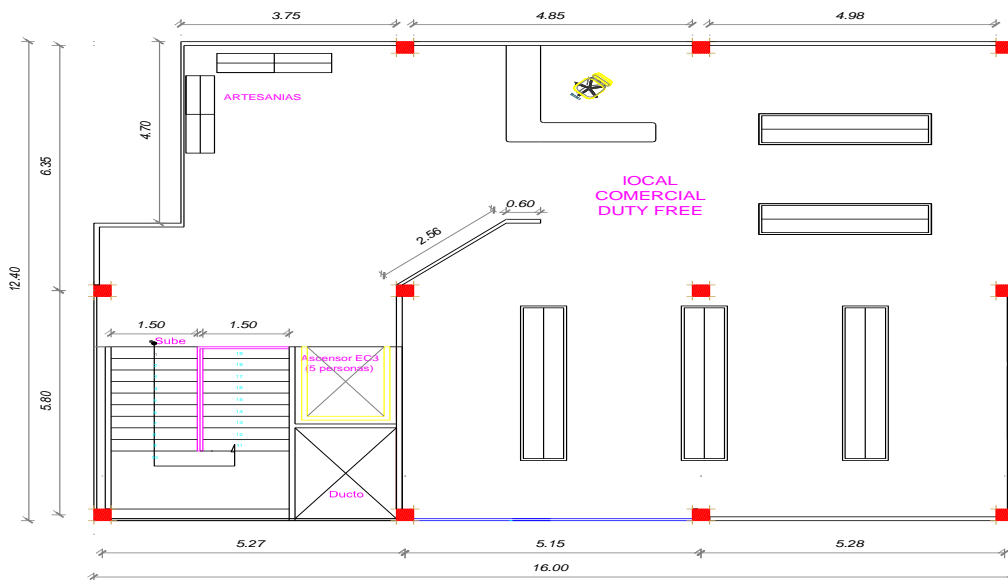 3.75
4.85
4.98
ARTESANIAS
4.70
6.35
12.40
lOCAL
COMERCIAL
DUTY FREE
0.60
2.56
1.50
1.50
Sube
Ascensor EC3
(5 personas)
5.80
Ducto
5.27
5.15
5.28
16.00